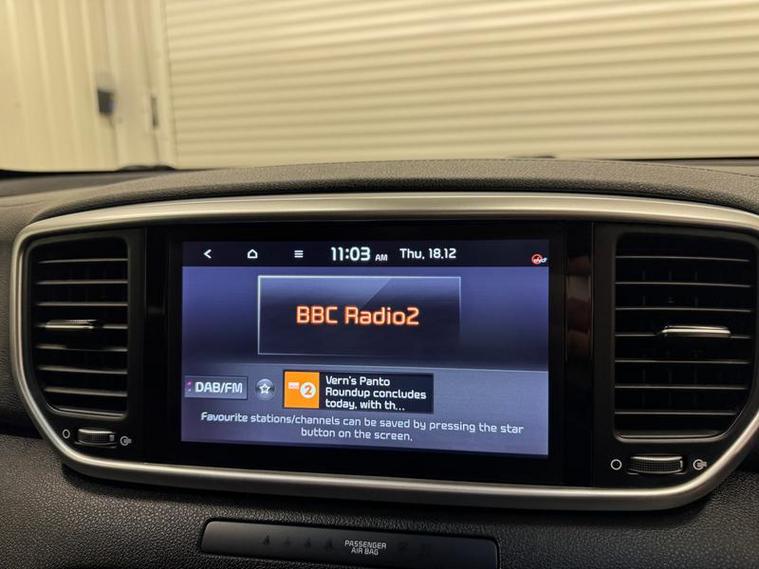 11:03 AM Thu, 18.12
BBC Radio2
DAB/FM
2
Vern's Panto
Roundup concludes
today, with th...
Favourite stations/channels can be saved by pressing the star
button on the screen.
PASSENGER
AIR BAG